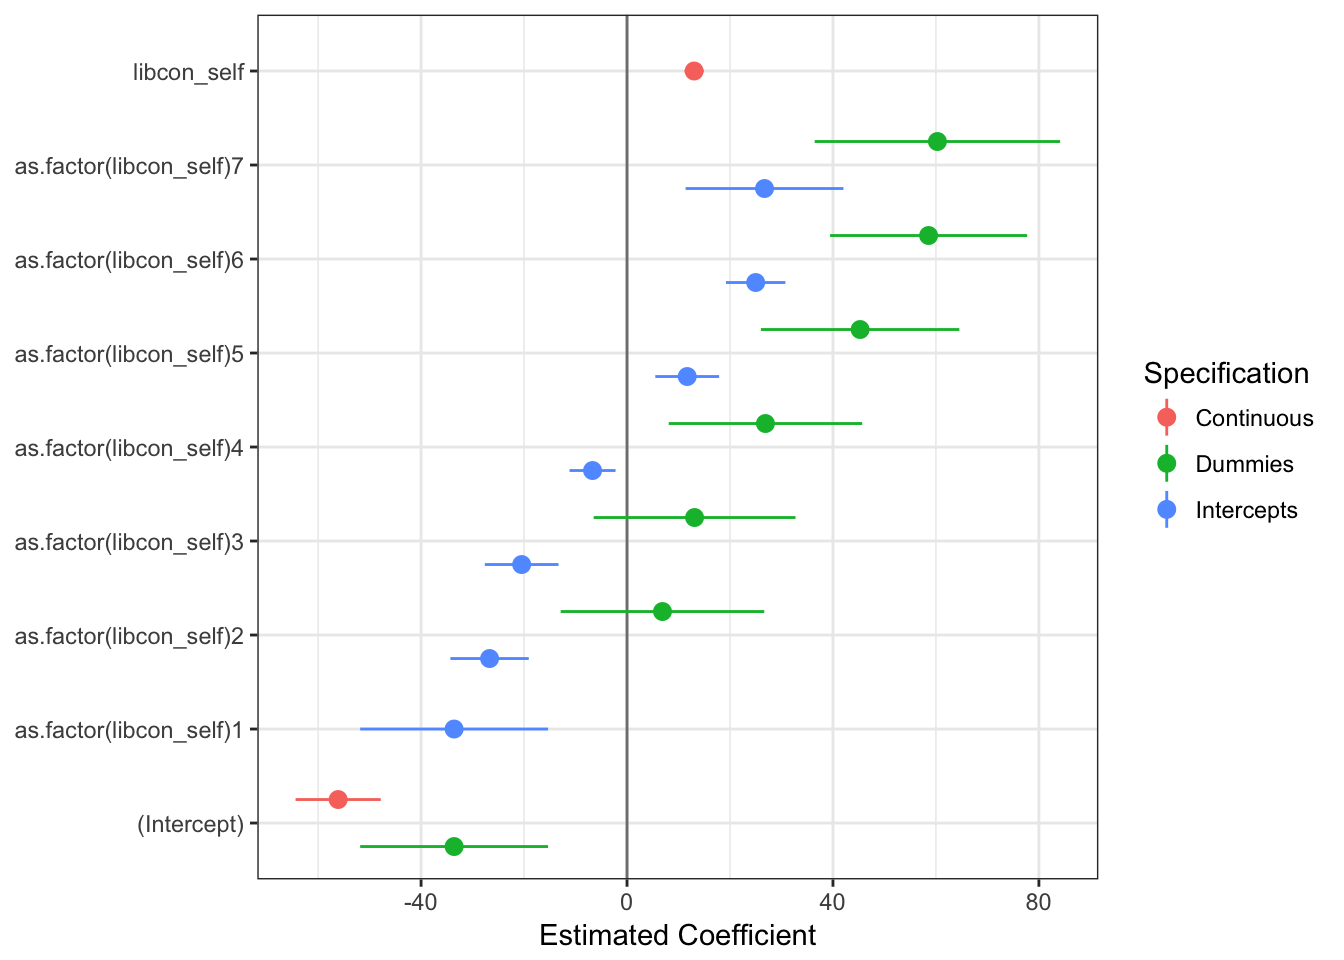 libcon_self
as.factor(libcon_self)7
as.factor(libcon_self)6
as.factor(libcon_self)5
as.factor(libcon_self)4
as.factor(libcon_self)3
as.factor(libcon_self)2
as.factor(libcon_self)1
(Intercept)
-40 0 40 80
Estimated Coefficient
Specification
Continuous
Dummies
Intercepts